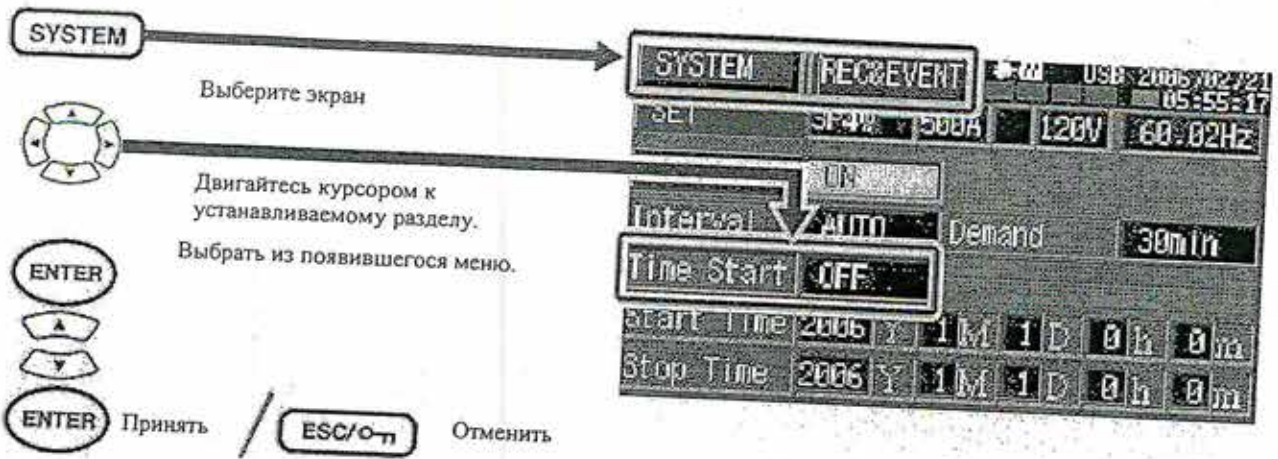 SYSTEM
Выберите экран
Двигайтесь курсором к
устанавливаемому разделу.
Выбрать из появившегося меню.
ENTER
ENTER Принять / ESC/ Отменить
SYSTEM REC&EVENT USB 2006/02/21
05:55:17
SET 500A 120V 60.02Hz
ON
Interval AUTO Demand 30min
Time Start OFF
Start Time 2006 Y 1 M 1 D 0 h 0 m
Stop Time 2006 Y 1 M 1 D 0 h 0 m